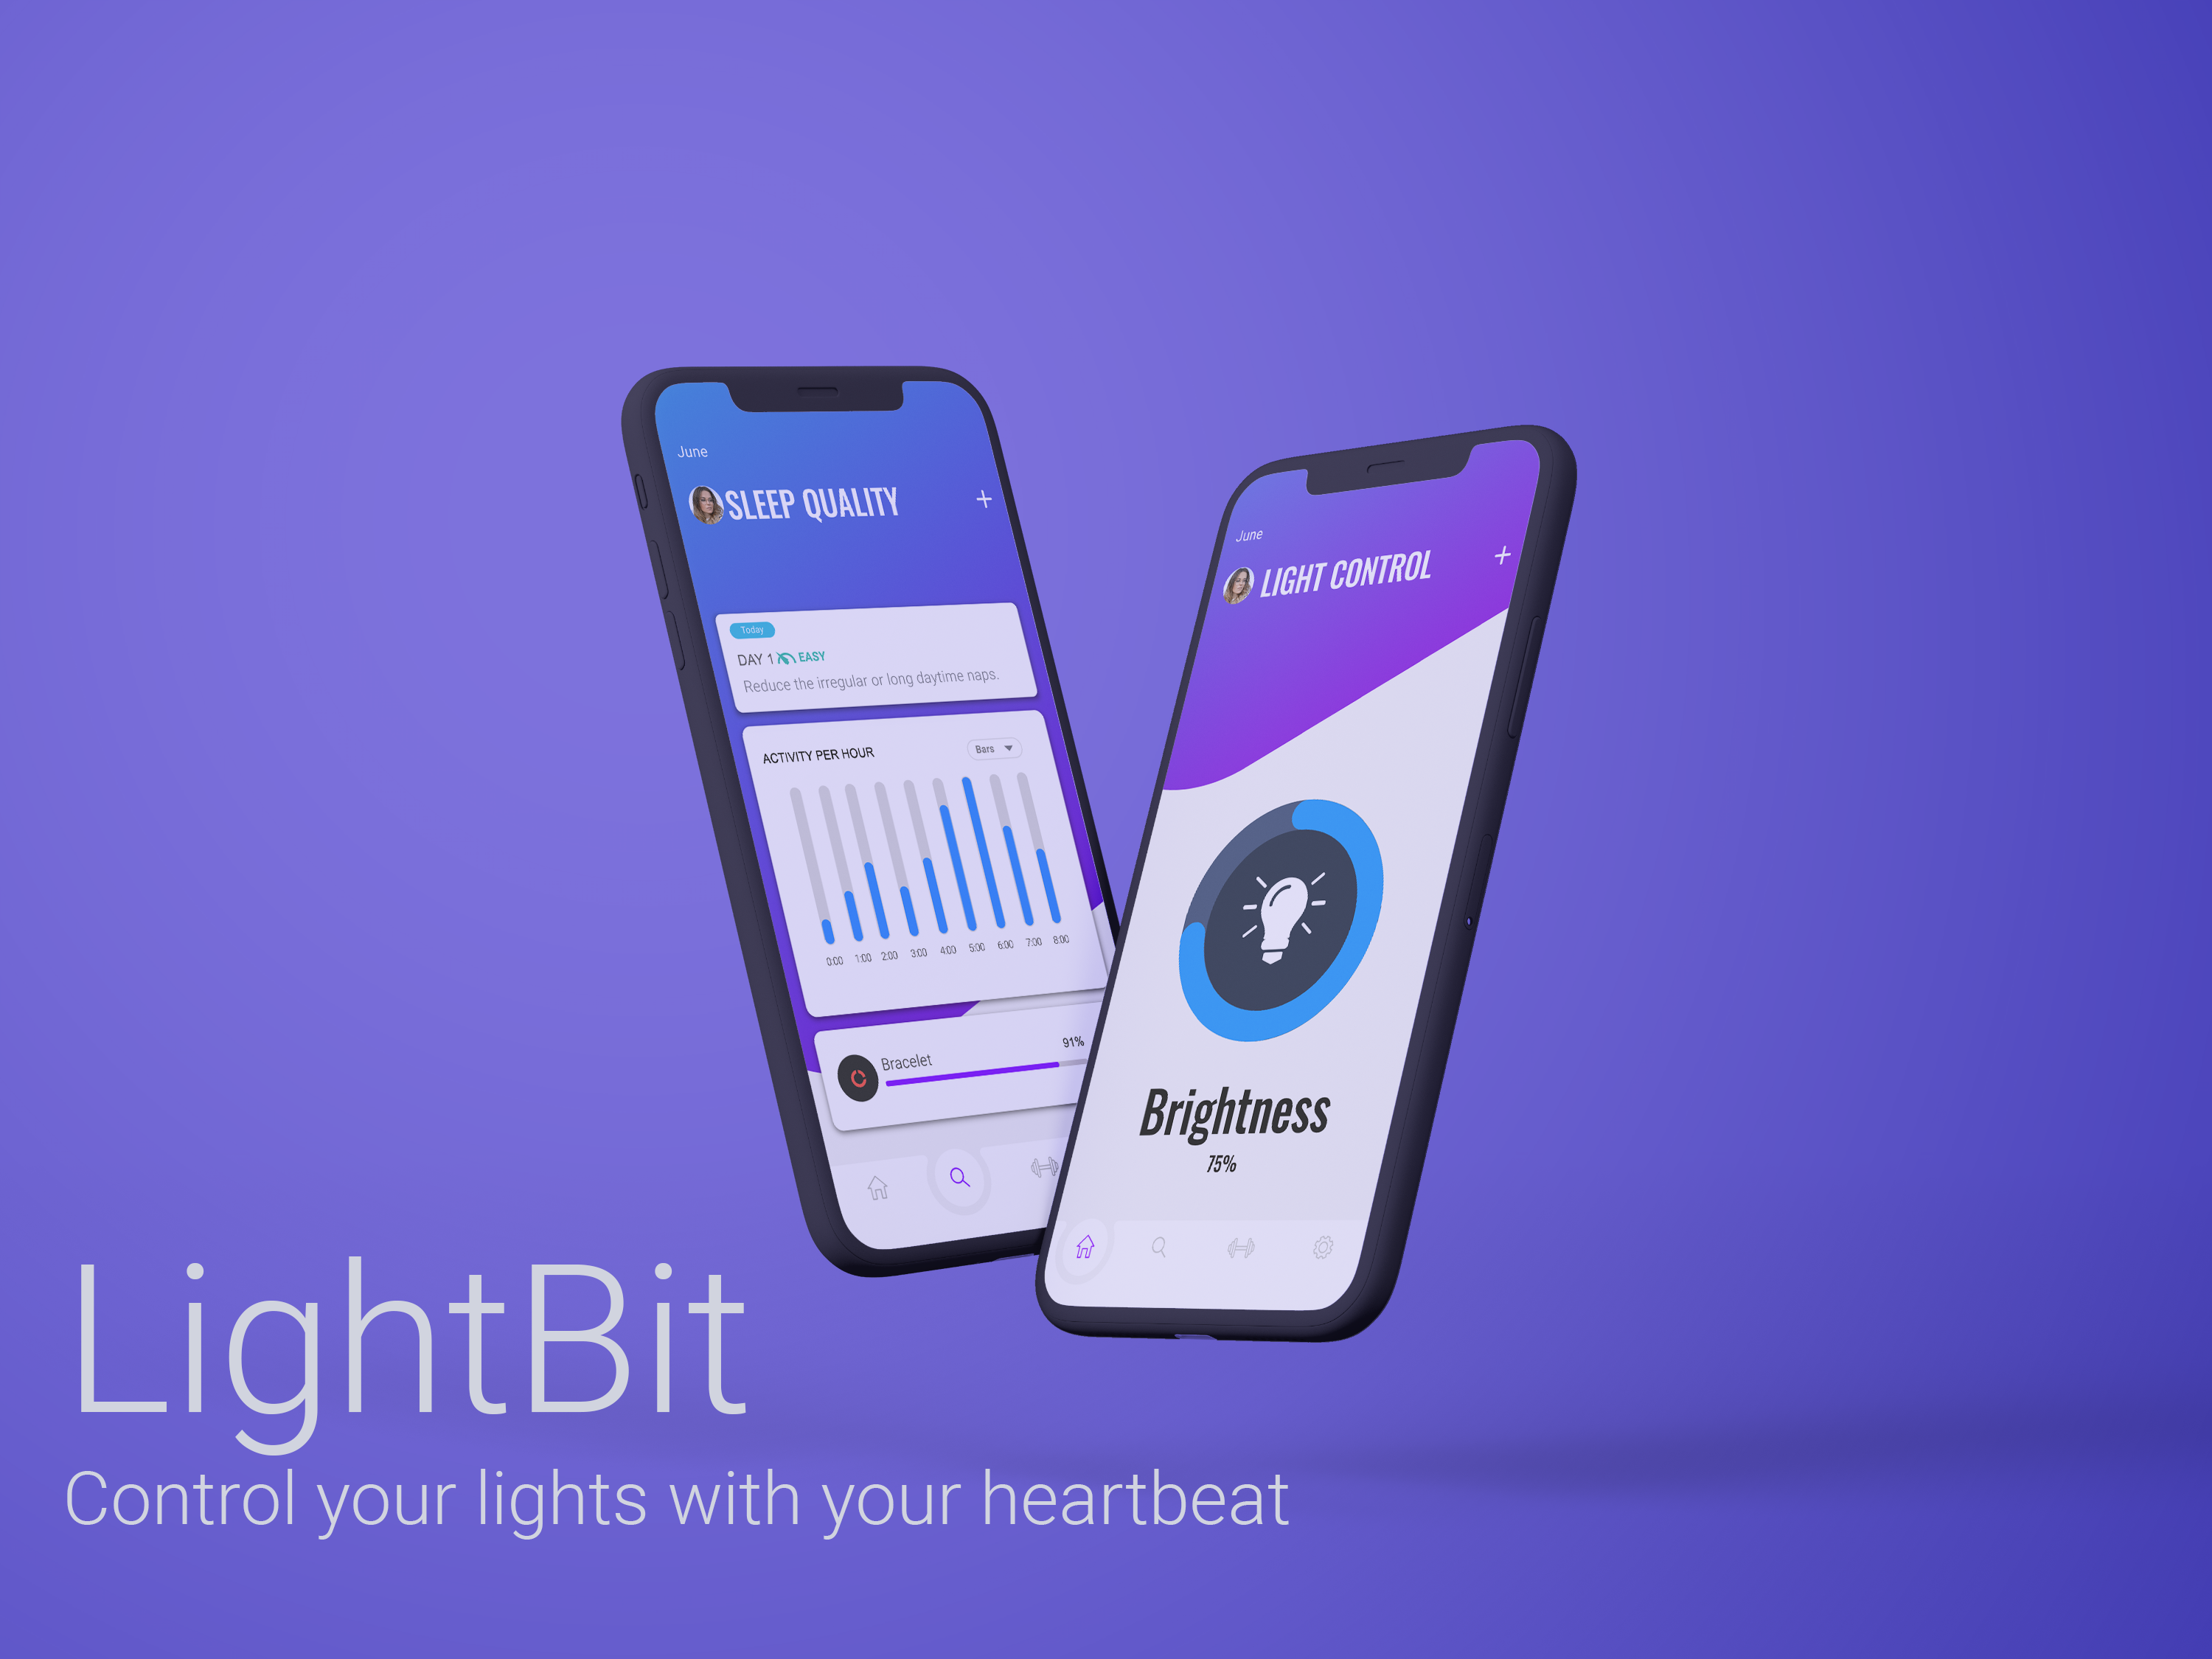 June
SLEEP QUALITY
+
Today
DAY 1 EASY
Reduce the irregular or long daytime naps.
ACTIVITY PER HOUR
Bars
0:00 1:00 2:00 3:00 4:00 5:00 6:00 7:00 8:00
Bracelet
91%
June
LIGHT CONTROL
+
Brightness
75%
LightBit
Control your lights with your heartbeat